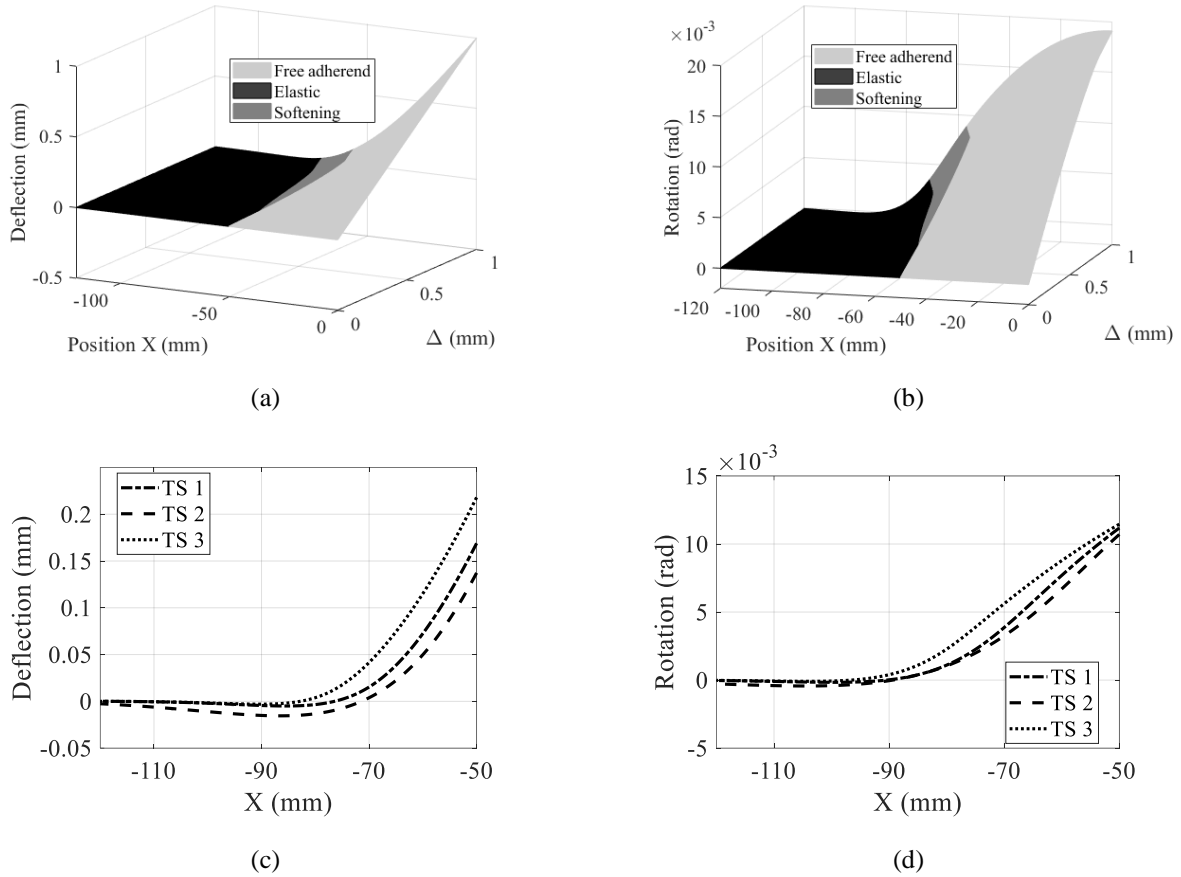 Free adherend
Elastic
Softening
1
0.5
0
-0.5
Deflection (mm)
-100
-50
0
Position X (mm)
0
0.5
1
Δ (mm)
(a)
×10⁻³
Free adherend
Elastic
Softening
20
15
10
5
0
Rotation (rad)
-120
-100
-80
-60
-40
-20
0
Position X (mm)
0
0.5
1
Δ (mm)
(b)
TS 1
TS 2
TS 3
0.2
0.15
0.1
0.05
0
-0.05
Deflection (mm)
-110
-90
-70
-50
X (mm)
(c)
×10⁻³
15
10
5
0
-5
Rotation (rad)
TS 1
TS 2
TS 3
-110
-90
-70
-50
X (mm)
(d)